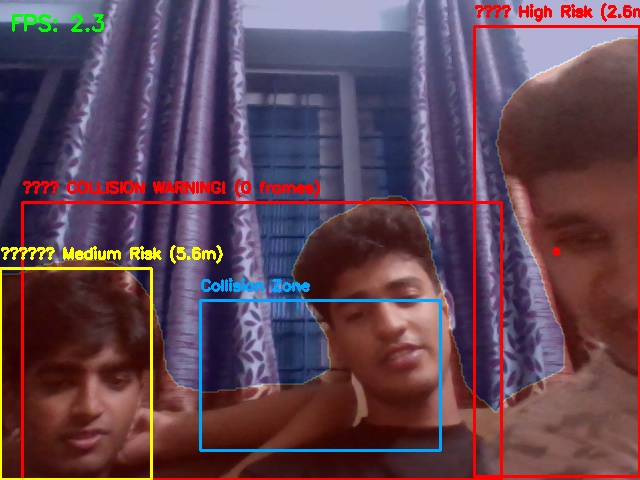 FPS: 2.3
???? High Risk (2.6m
???? COLLISION WARNING! (0 frames)
?????? Medium Risk (5.6m)
Collision Zone